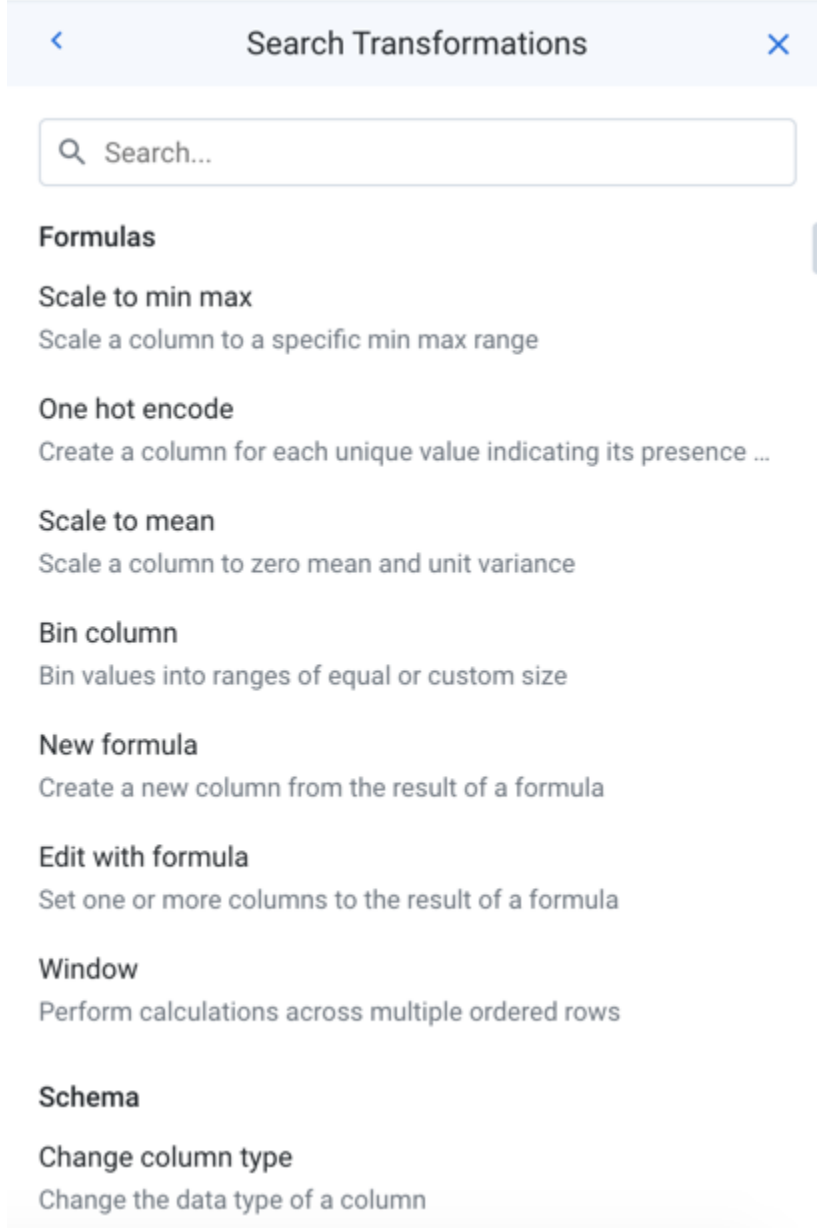 Search Transformations
Search...
Formulas
Scale to min max
Scale a column to a specific min max range
One hot encode
Create a column for each unique value indicating its presence ...
Scale to mean
Scale a column to zero mean and unit variance
Bin column
Bin values into ranges of equal or custom size
New formula
Create a new column from the result of a formula
Edit with formula
Set one or more columns to the result of a formula
Window
Perform calculations across multiple ordered rows
Schema
Change column type
Change the data type of a column